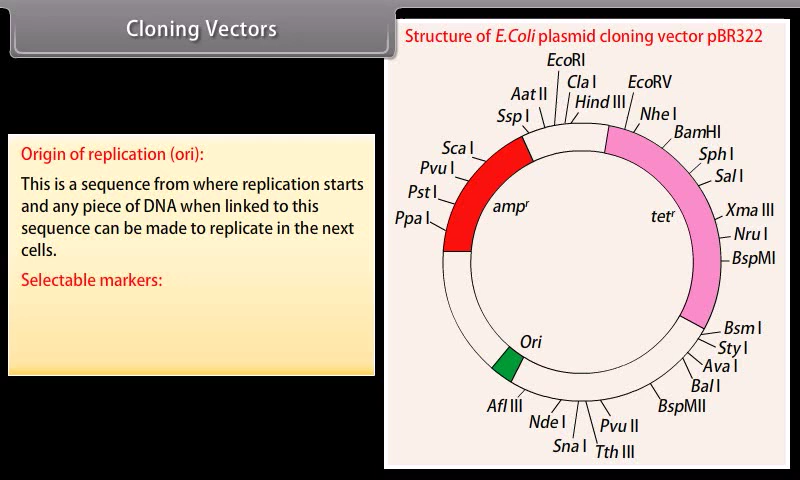 Cloning Vectors
Origin of replication (ori):
This is a sequence from where replication starts
and any piece of DNA when linked to this
sequence can be made to replicate in the next
cells.
Selectable markers:
Structure of E.Coli plasmid cloning vector pBR322
EcoRI
Cla I
Hind III
EcoRV
Nhe I
BamHI
Sph I
Sal I
Xma III
Nru I
BspMI
Bsm I
Sty I
Ava I
Bal I
BspMII
Pvu II
Tth III
Sna I
Nde I
Afl III
Ppa I
Pst I
Pvu I
Sca I
Ssp I
Aat II
ampʳ
tetʳ
Ori